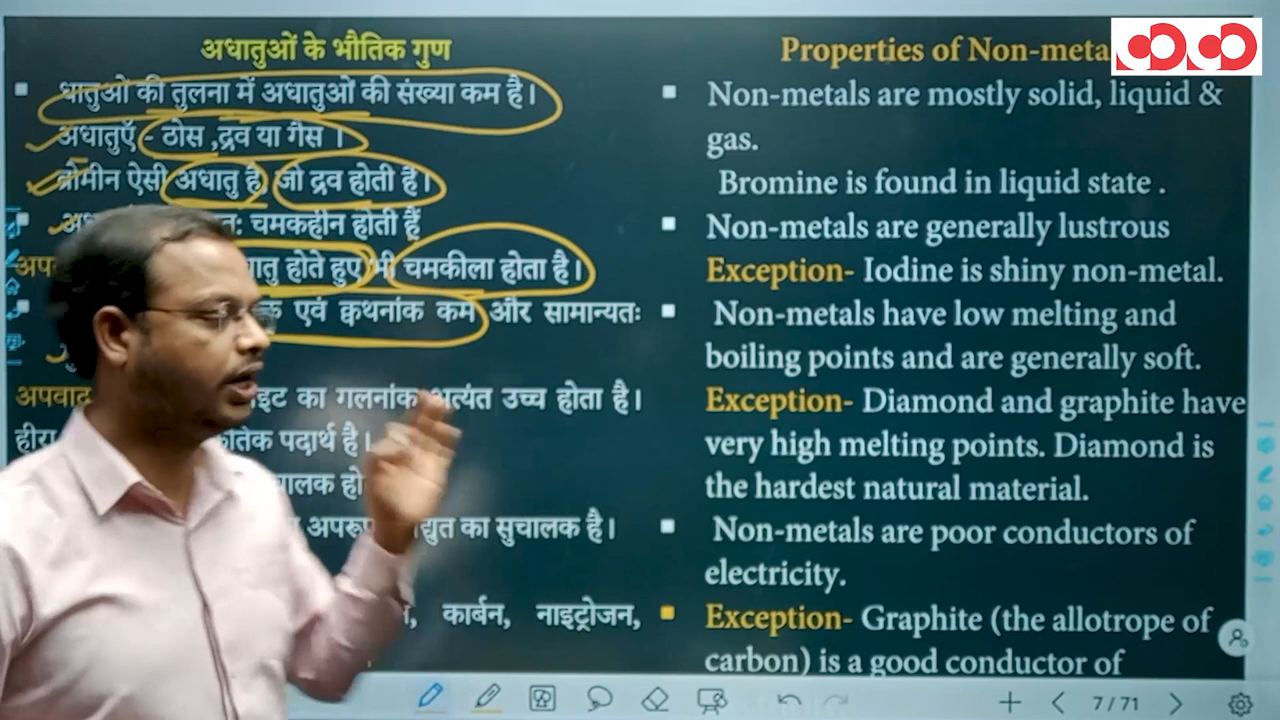 अधातुओं के भौतिक गुण
धातुओ की तुलना में अधातुओं की संख्या कम है।
अधातुएँ - ठोस ,द्रव या गैस ।
ब्रोमीन ऐसी अधातु है, जो द्रव होती है।
चमकहीन होती हैं
होते हुए भी चमकीला होता है।
एवं क्वथनांक कम और सामान्यतः
का गलनांक अत्यंत उच्च होता है।
हीरा पदार्थ है।
का सुचालक है।
कार्बन, नाइट्रोजन,
Properties of Non-meta
Non-metals are mostly solid, liquid &
gas.
Bromine is found in liquid state .
Non-metals are generally lustrous
Exception- Iodine is shiny non-metal.
Non-metals have low melting and
boiling points and are generally soft.
Exception- Diamond and graphite have
very high melting points. Diamond is
the hardest natural material.
Non-metals are poor conductors of
electricity.
Exception- Graphite (the allotrope of
carbon) is a good conductor of
7 / 71